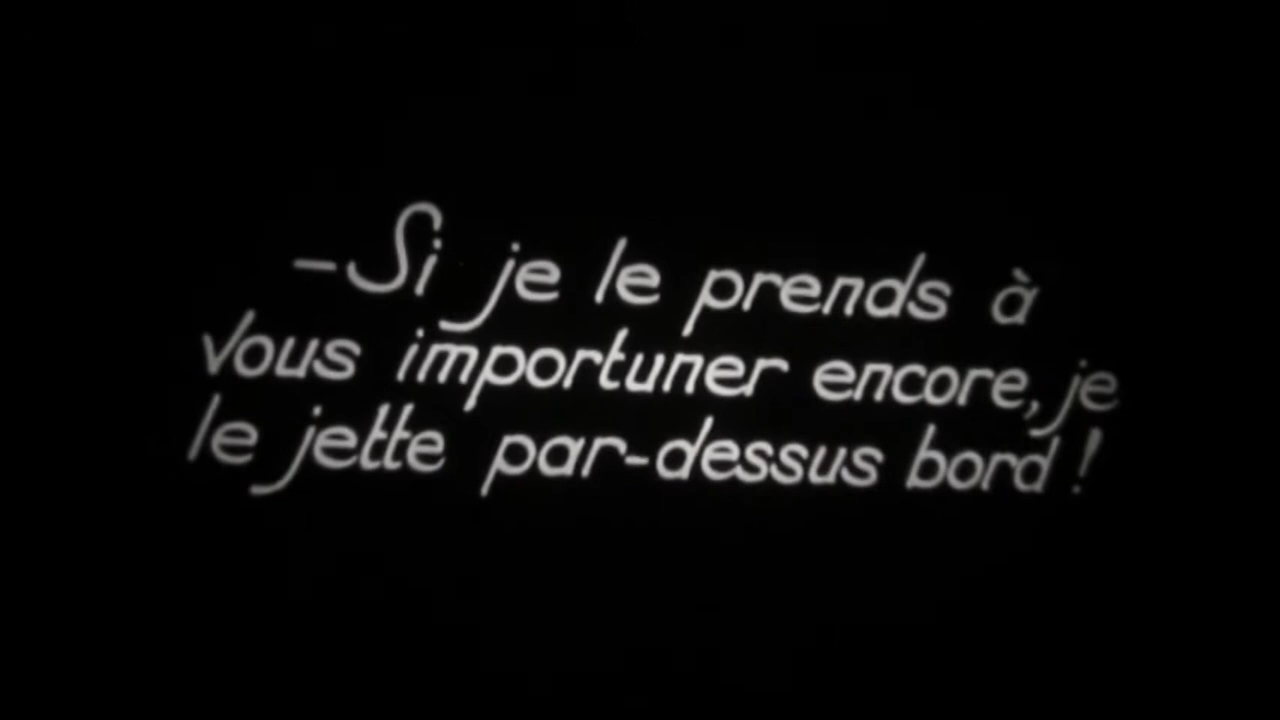 –Si je le prends à
vous importuner encore, je
le jette par-dessus bord !